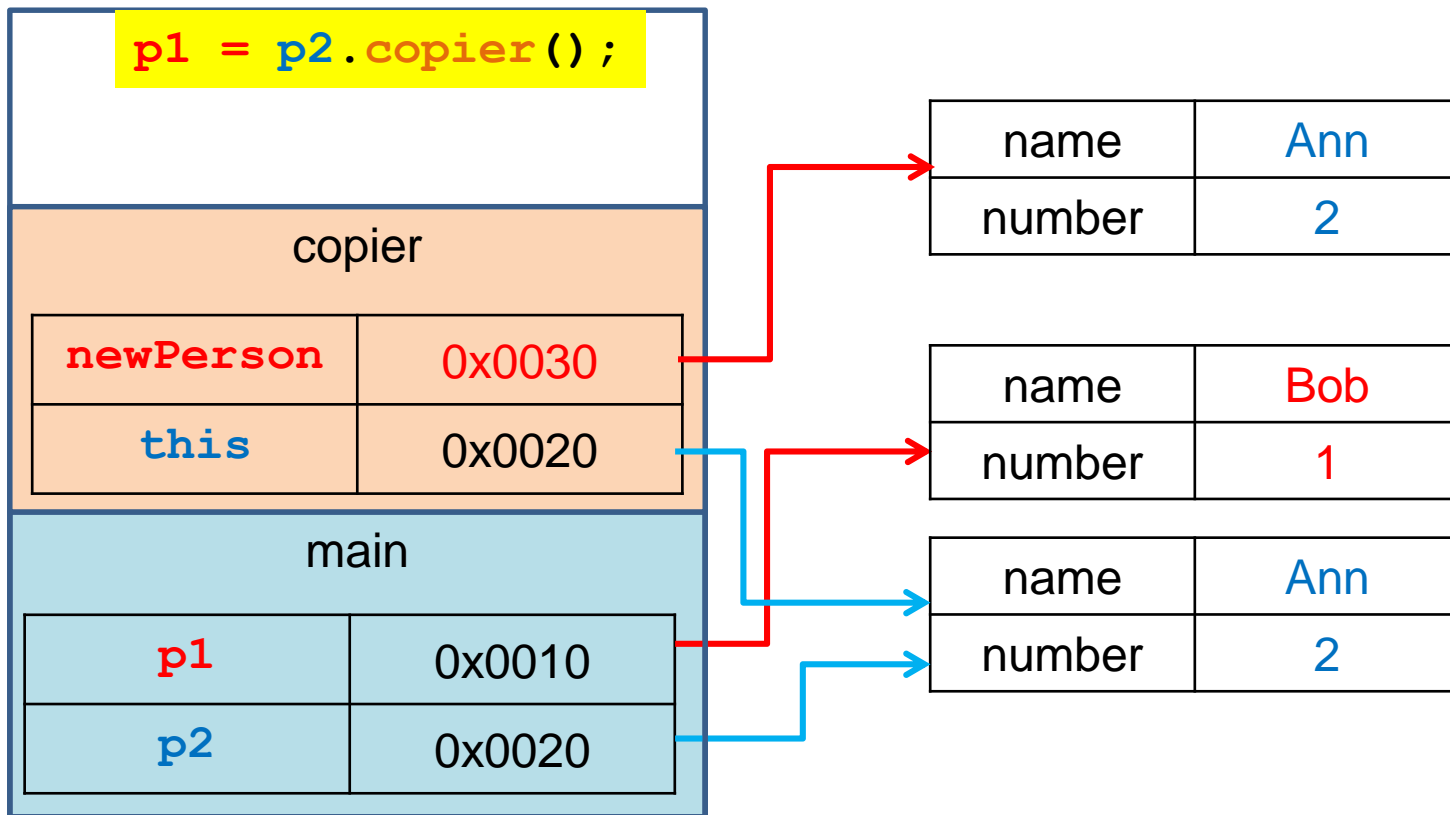 p1 = p2.copier();
copier
newPerson 0x0030
this 0x0020
main
p1 0x0010
p2 0x0020
name Ann
number 2
name Bob
number 1
name Ann
number 2